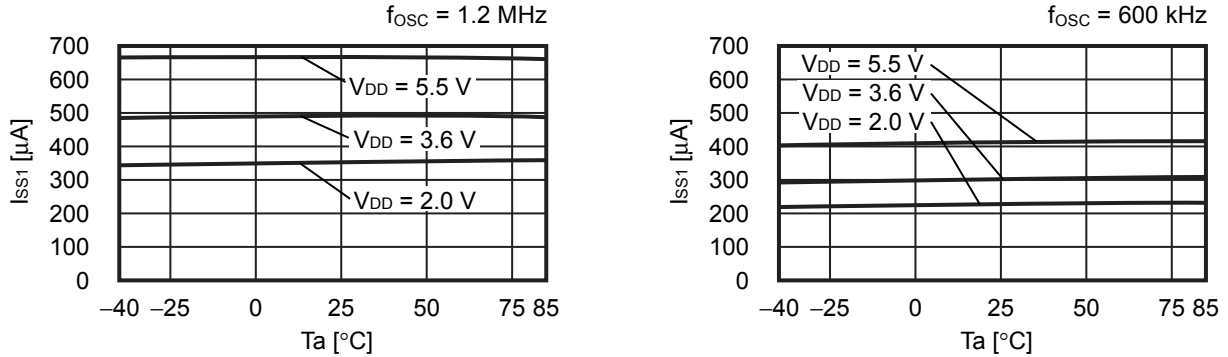 fOSC = 1.2 MHz
700
600
500
400
300
200
100
0
ISS1 [µA]
VDD = 5.5 V
VDD = 3.6 V
VDD = 2.0 V
−40 −25 0 25 50 75 85
Ta [°C]
fOSC = 600 kHz
700
600
500
400
300
200
100
0
ISS1 [µA]
VDD = 5.5 V
VDD = 3.6 V
VDD = 2.0 V
−40 −25 0 25 50 75 85
Ta [°C]